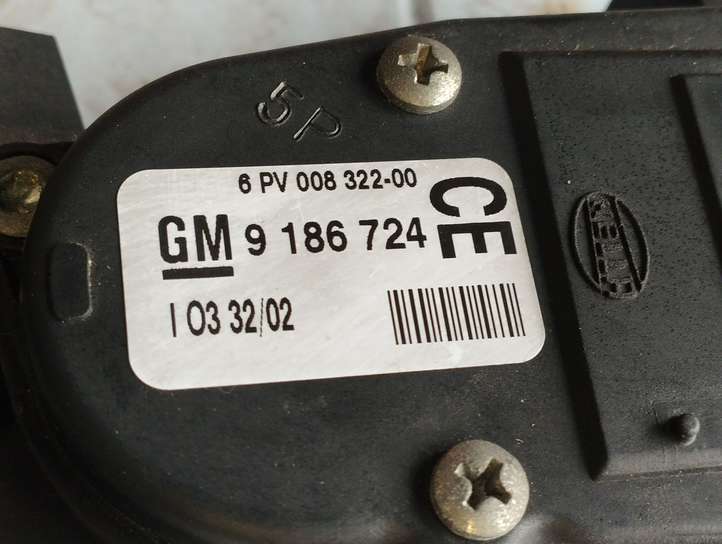 5P
6 PV 008 322-00
GM 9 186 724 CE
I O3 32/02